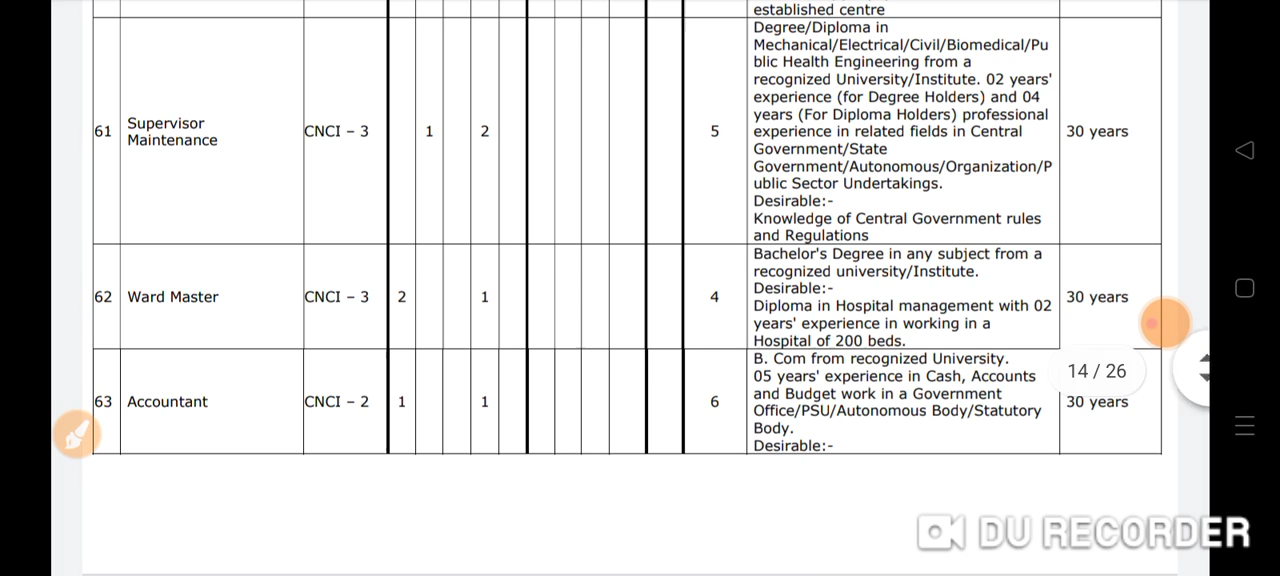 established centre
61 Supervisor Maintenance CNCI – 3 1 2 5 Degree/Diploma in
Mechanical/Electrical/Civil/Biomedical/Pu
blic Health Engineering from a
recognized University/Institute. 02 years'
experience (for Degree Holders) and 04
years (For Diploma Holders) professional
experience in related fields in Central
Government/State
Government/Autonomous/Organization/P
ublic Sector Undertakings.
Desirable:-
Knowledge of Central Government rules
and Regulations
30 years
62 Ward Master CNCI – 3 2 1 4 Bachelor's Degree in any subject from a
recognized university/Institute.
Desirable:-
Diploma in Hospital management with 02
years' experience in working in a
Hospital of 200 beds.
30 years
63 Accountant CNCI – 2 1 1 6 B. Com from recognized University.
05 years' experience in Cash, Accounts
and Budget work in a Government
Office/PSU/Autonomous Body/Statutory
Body.
Desirable:-
30 years
14 / 26
DU RECORDER